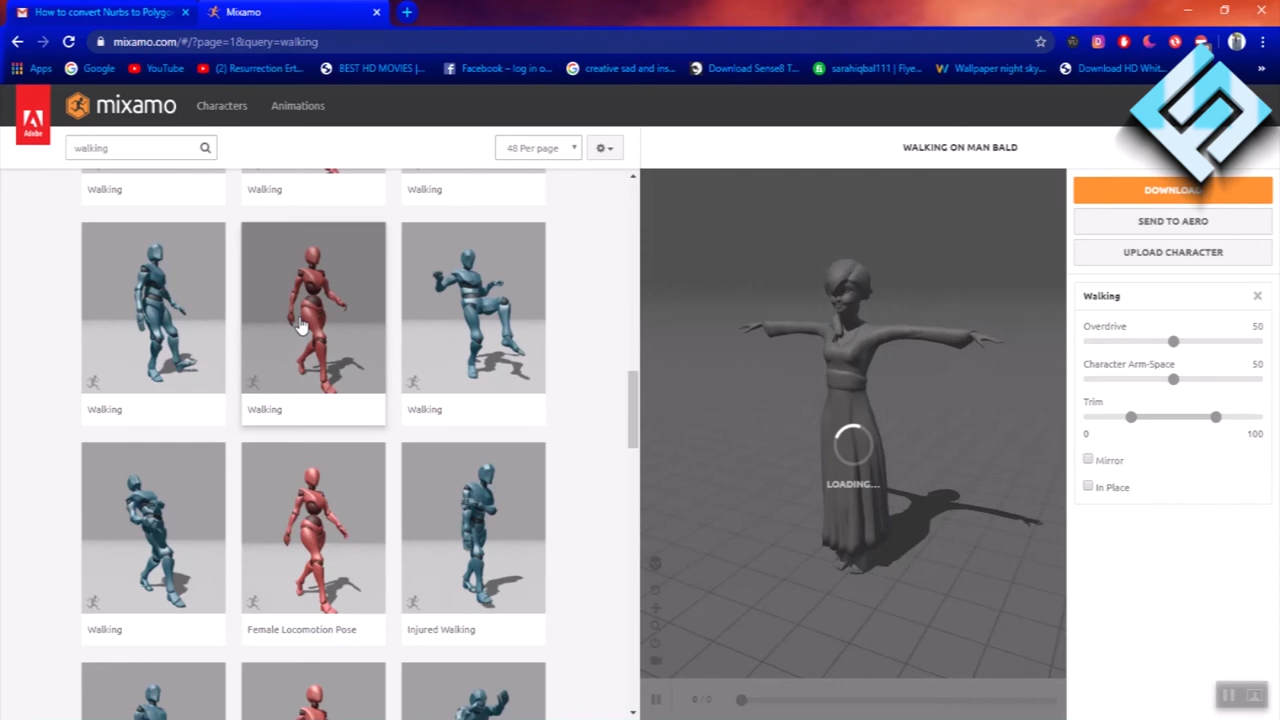 How to convert Nurbs to Polygo
Mixamo
mixamo.com/#/?page=1&query=walking
Apps
Google
YouTube
(2) Resurrection Ert...
BEST HD MOVIES |...
Facebook – log in o...
creative sad and ins...
Download Sense8 T...
sarahiqbal111 | Flye...
Wallpaper night sky...
Download HD Whit...
Adobe
mixamo
Characters
Animations
walking
48 Per page
WALKING ON MAN BALD
Walking
Walking
Walking
DOWNLOAD
SEND TO AERO
UPLOAD CHARACTER
Walking
Overdrive 50
Character Arm-Space 50
Trim
0 100
Mirror
In Place
Walking
Walking
Walking
LOADING...
Walking
Female Locomotion Pose
Injured Walking
0 / 0